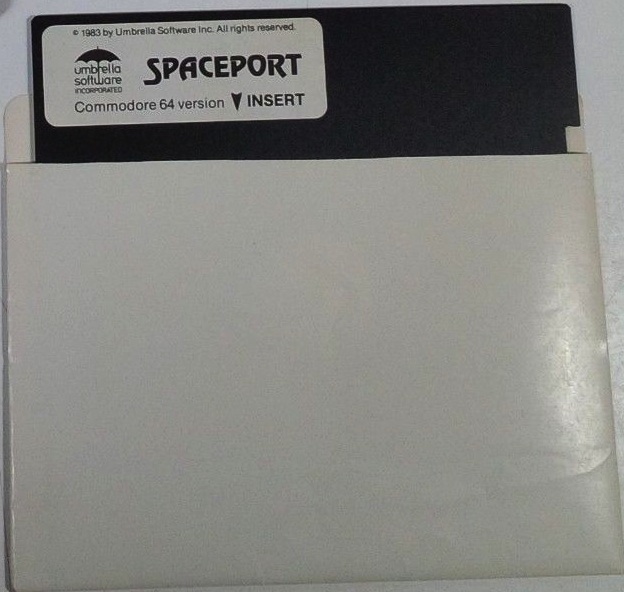 © 1983 by Umbrella Software Inc. All rights reserved.
umbrella
software
INCORPORATED
SPACEPORT
Commodore 64 version INSERT